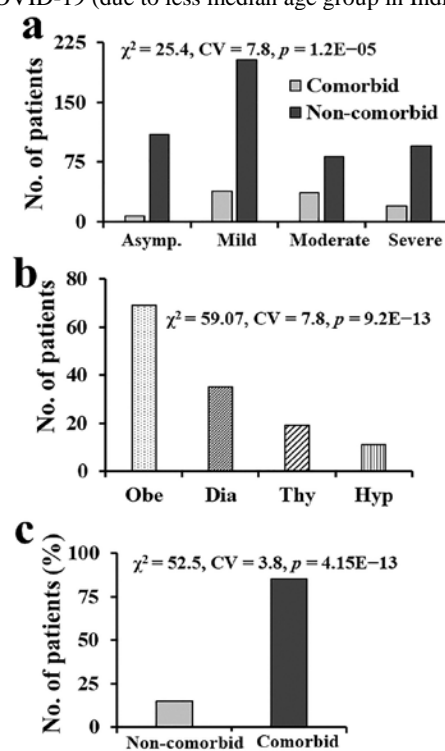 OVID-19 (due to less median age group in Indi
a
χ² = 25.4, CV = 7.8, p = 1.2E−05
Comorbid
Non-comorbid
No. of patients
225
150
75
0
Asymp. Mild Moderate Severe
b
χ² = 59.07, CV = 7.8, p = 9.2E−13
No. of patients
80
60
40
20
0
Obe Dia Thy Hyp
c
χ² = 52.5, CV = 3.8, p = 4.15E−13
No. of patients (%)
100
75
50
25
0
Non-comorbid Comorbid